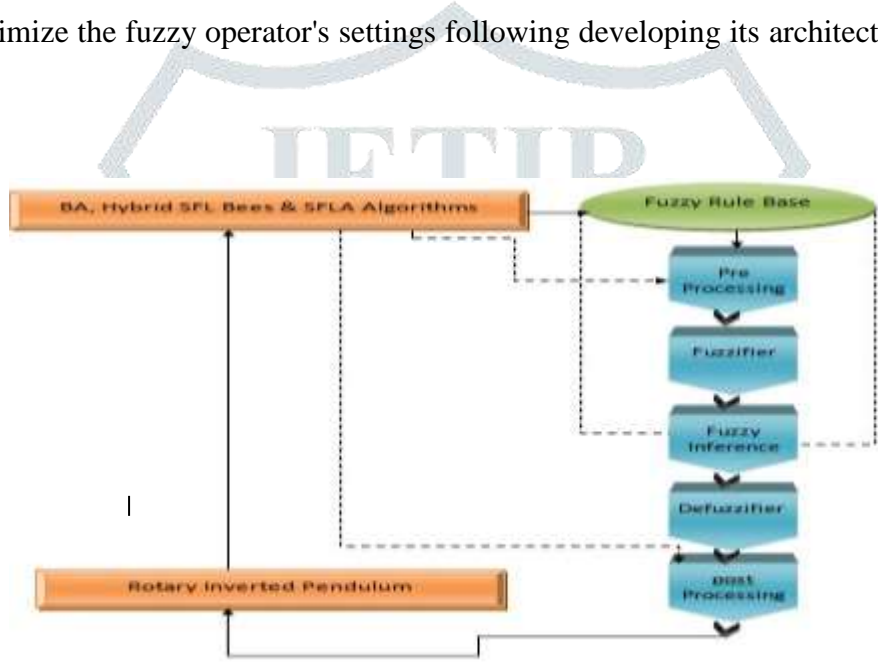 imize the fuzzy operator's settings following developing its architect
JETIR
BA, Hybrid SFL Bees & SFLA Algorithms
Fuzzy Rule Base
Pre
Processing
Fuzzifier
Fuzzy
Inference
Defuzzifier
post
Processing
Rotary Inverted Pendulum